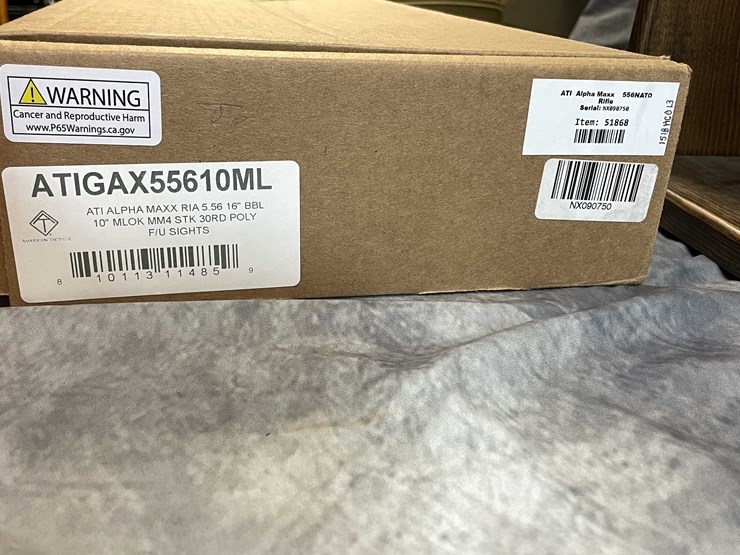 WARNING
Cancer and Reproductive Harm
www.P65Warnings.ca.gov
ATIGAX55610ML
ATI ALPHA MAXX RIA 5.56 16" BBL
10" MLOK MM4 STK 30RD POLY
F/U SIGHTS
AMERICAN TACTICAL
8 10113 11485 9
ATI Alpha Maxx 556NATO
Rifle
Serial: NX090750
Item: 51868
NX090750